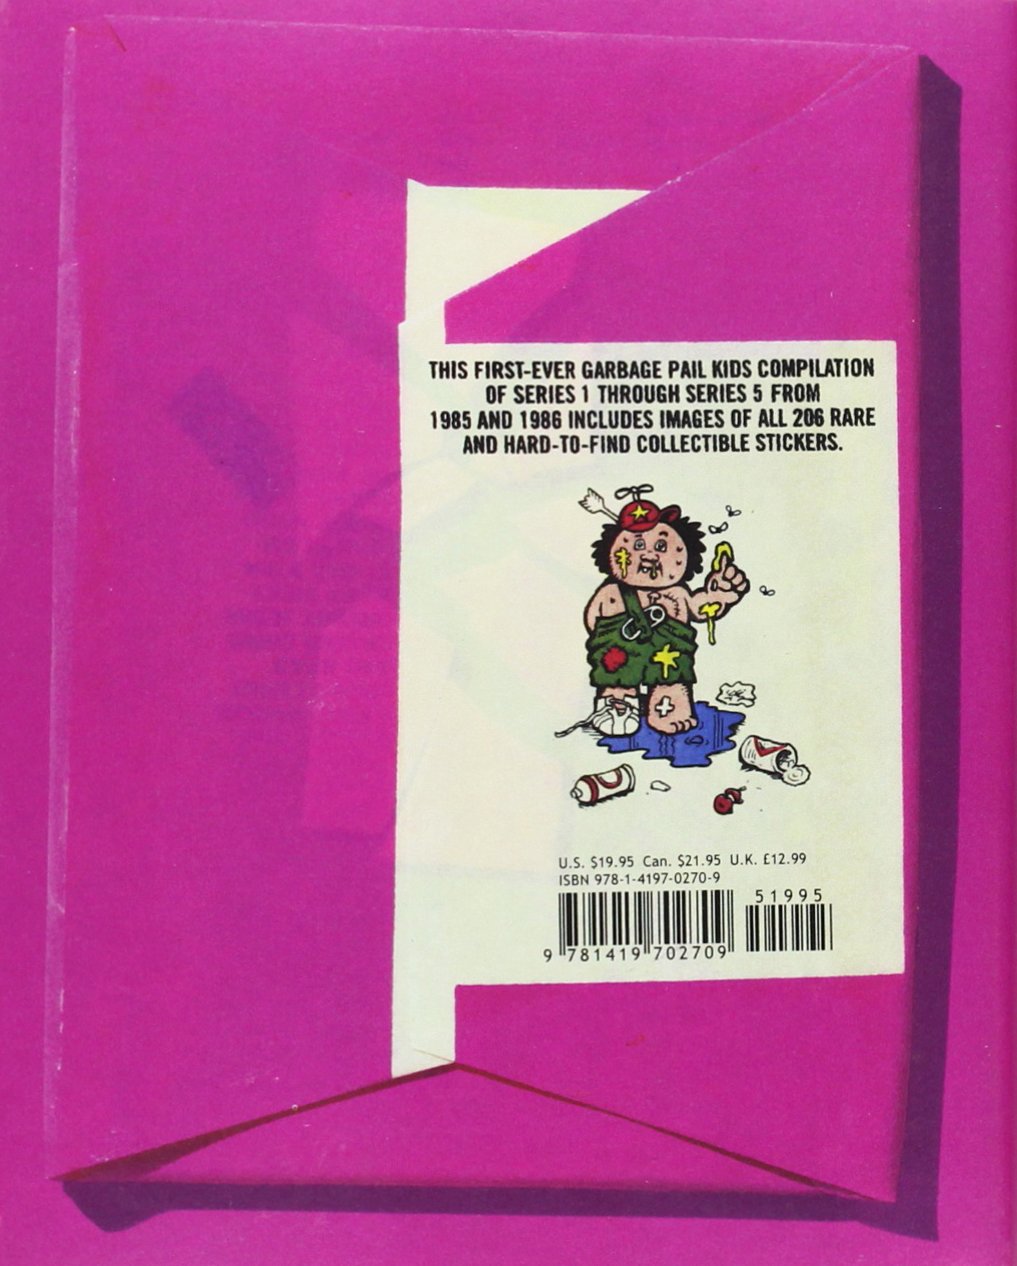 THIS FIRST-EVER GARBAGE PAIL KIDS COMPILATION
OF SERIES 1 THROUGH SERIES 5 FROM
1985 AND 1986 INCLUDES IMAGES OF ALL 206 RARE
AND HARD-TO-FIND COLLECTIBLE STICKERS.
U.S. $19.95 Can. $21.95 U.K. £12.99
ISBN 978-1-4197-0270-9
51995
9 781419 702709